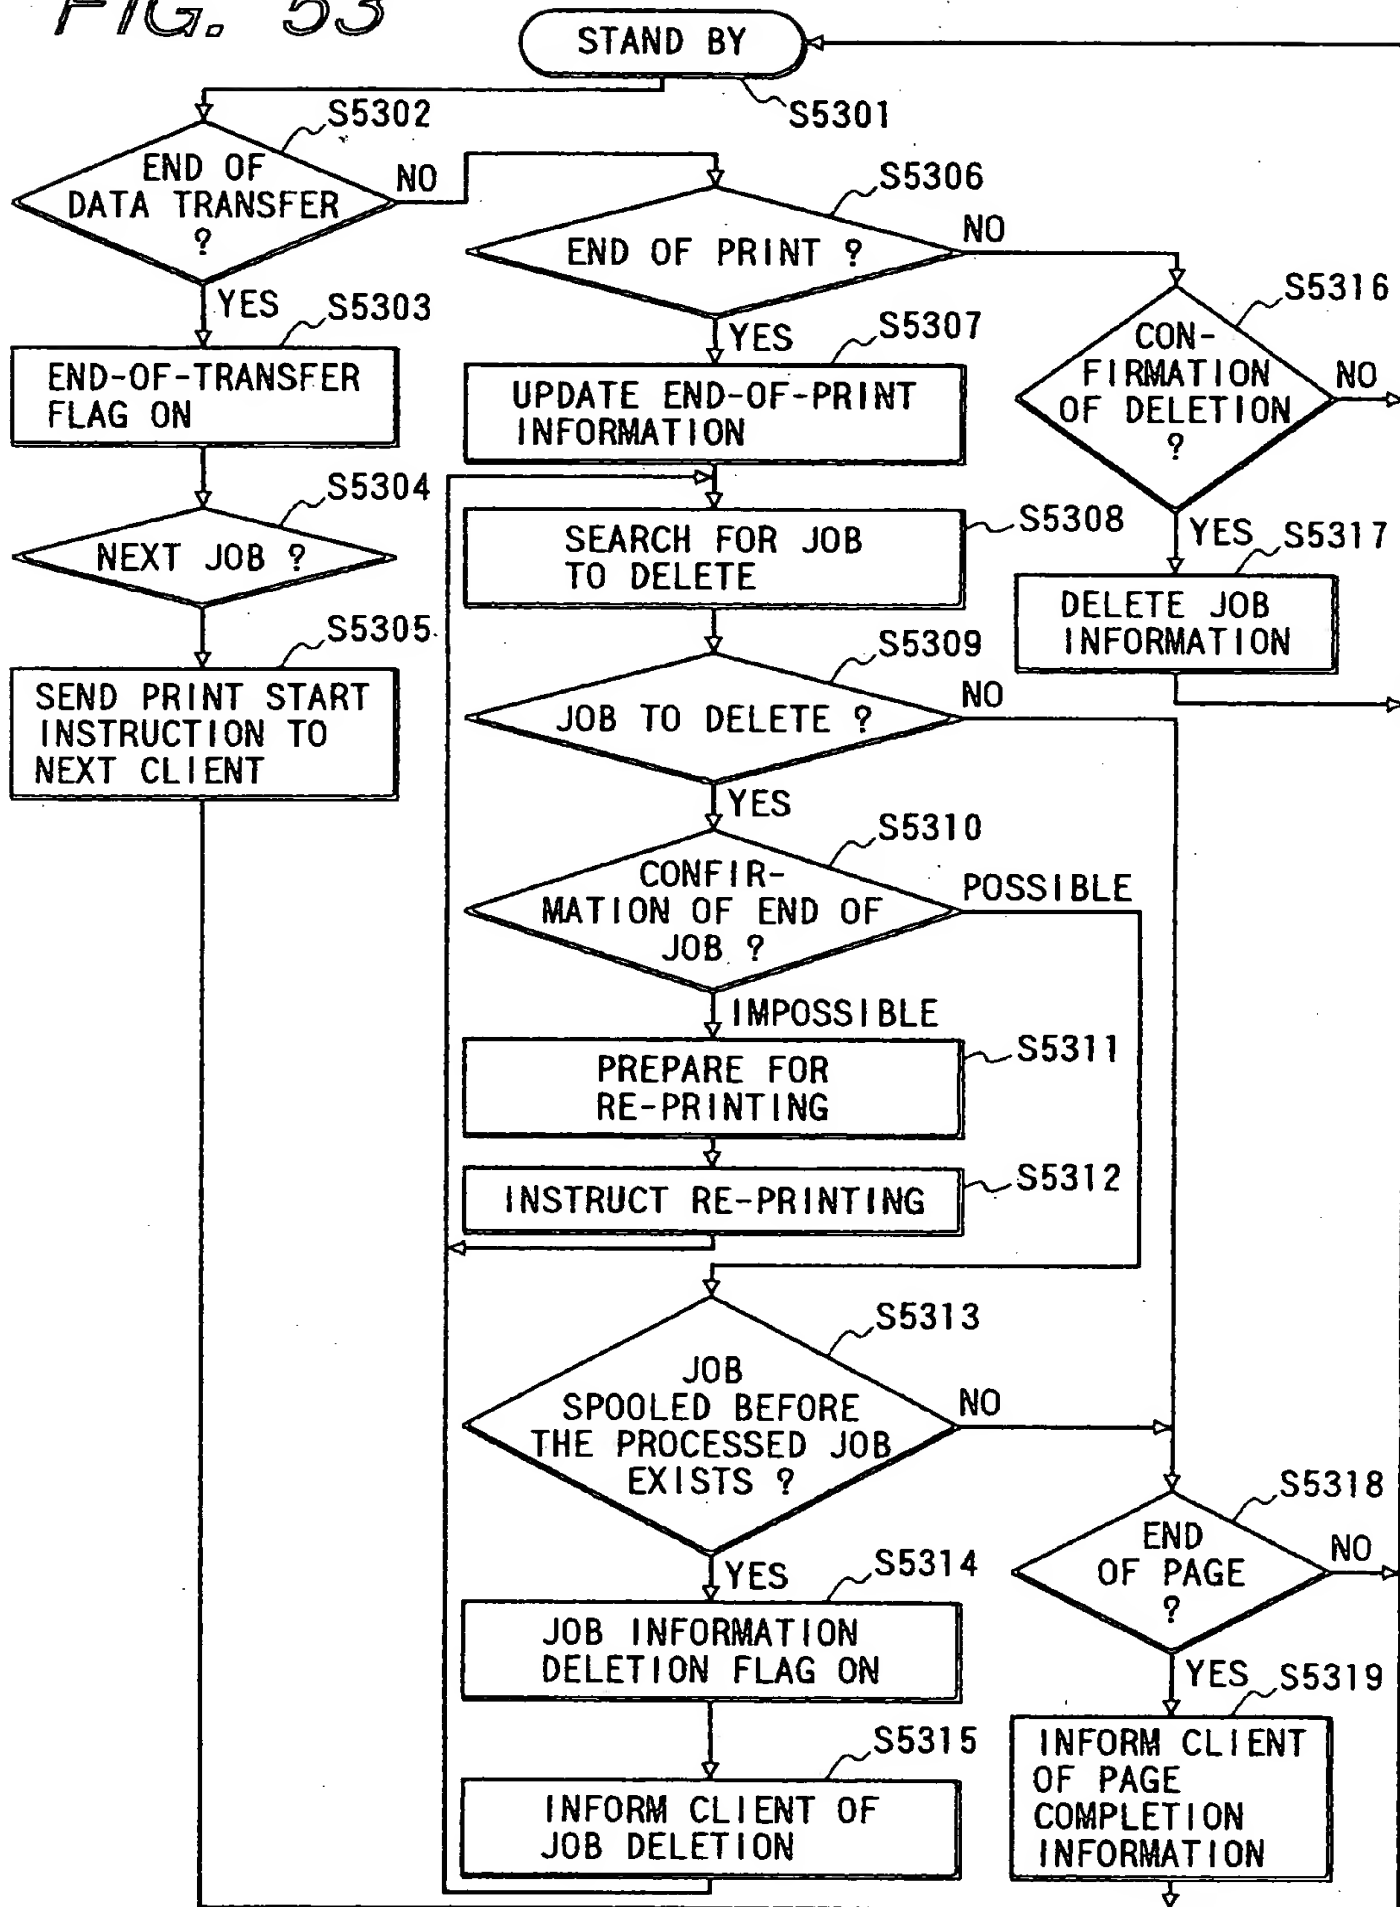 FIG. 53
STAND BY
S5301
S5302
END OF
DATA TRANSFER
?
NO
YES
S5303
END-OF-TRANSFER
FLAG ON
S5304
NEXT JOB ?
S5305
SEND PRINT START
INSTRUCTION TO
NEXT CLIENT
S5306
END OF PRINT ?
NO
YES
S5307
UPDATE END-OF-PRINT
INFORMATION
S5308
SEARCH FOR JOB
TO DELETE
S5309
JOB TO DELETE ?
NO
YES
S5310
CONFIR-
MATION OF END OF
JOB ?
POSSIBLE
IMPOSSIBLE
S5311
PREPARE FOR
RE-PRINTING
S5312
INSTRUCT RE-PRINTING
S5313
JOB
SPOOLED BEFORE
THE PROCESSED JOB
EXISTS ?
NO
YES
S5314
JOB INFORMATION
DELETION FLAG ON
S5315
INFORM CLIENT OF
JOB DELETION
S5316
CON-
FIRMATION
OF DELETION
?
NO
YES
S5317
DELETE JOB
INFORMATION
S5318
END
OF PAGE
?
NO
YES
S5319
INFORM CLIENT
OF PAGE
COMPLETION
INFORMATION